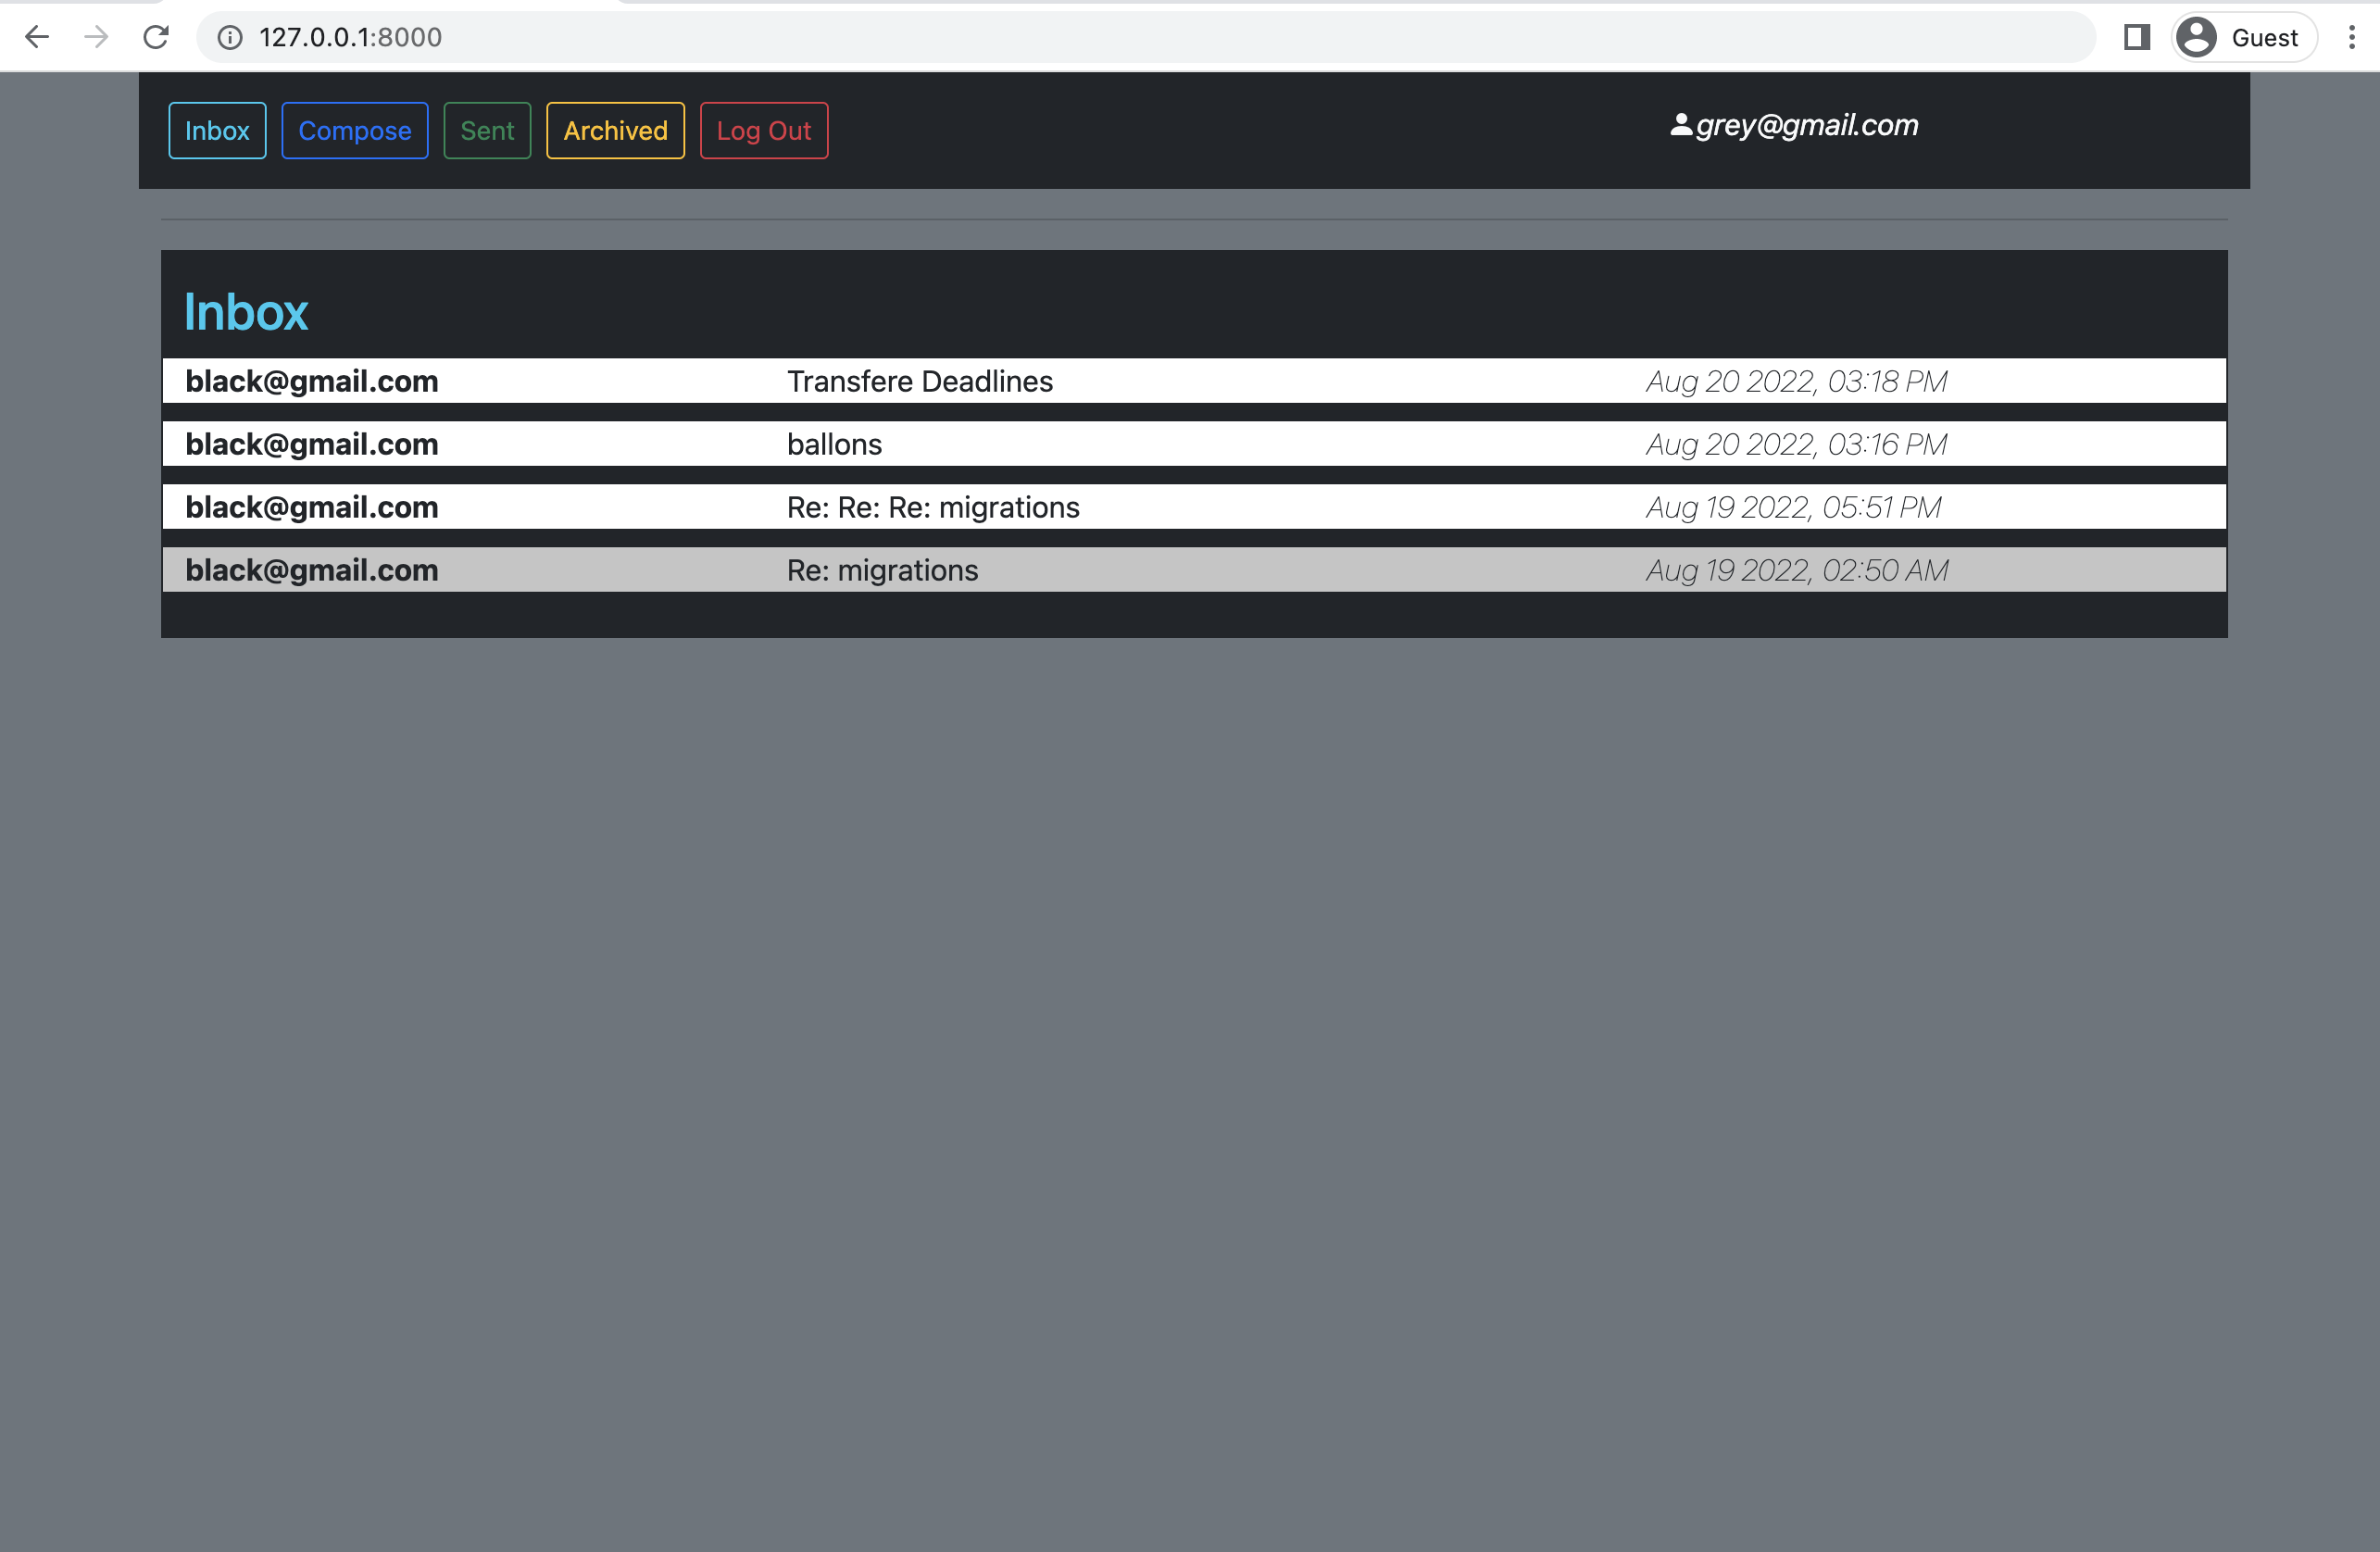 127.0.0.1:8000 Guest
Inbox Compose Sent Archived Log Out grey@gmail.com
Inbox
black@gmail.com Transfere Deadlines Aug 20 2022, 03:18 PM
black@gmail.com ballons Aug 20 2022, 03:16 PM
black@gmail.com Re: Re: Re: migrations Aug 19 2022, 05:51 PM
black@gmail.com Re: migrations Aug 19 2022, 02:50 AM